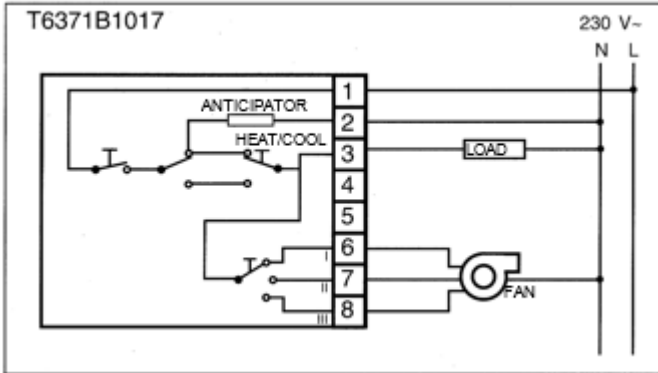 T6371B1017
230 V~
N L
1
ANTICIPATOR
2
HEAT/COOL
3
LOAD
4
5
I
6
II
7
FAN
III
8